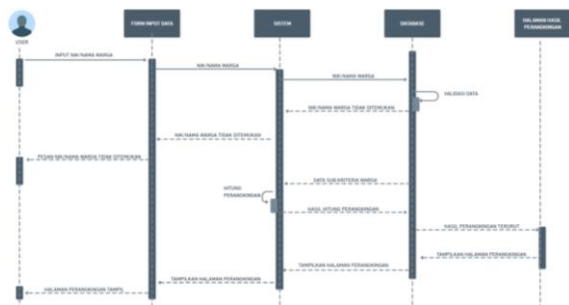 USER
FORM INPUT DATA
SISTEM
DATABASE
HALAMAN HASIL
PERANGKINGAN
INPUT NIK/NAMA WARGA
NIK/NAMA WARGA
NIK/NAMA WARGA
VALIDASI DATA
NIK/NAMA WARGA TIDAK DITEMUKAN
NIK/NAMA WARGA TIDAK DITEMUKAN
PESAN NIK/NAMA WARGA TIDAK DITEMUKAN
DATA SUB KRITERIA WARGA
HITUNG
PERANGKINGAN
HASIL HITUNG PERANGKINGAN
HASIL PERANGKINGAN TERURUT
TAMPILKAN HALAMAN PERANGKINGAN
TAMPILKAN HALAMAN PERANGKINGAN
TAMPILKAN HALAMAN PERANGKINGAN
HALAMAN PERANGKINGAN TAMPIL